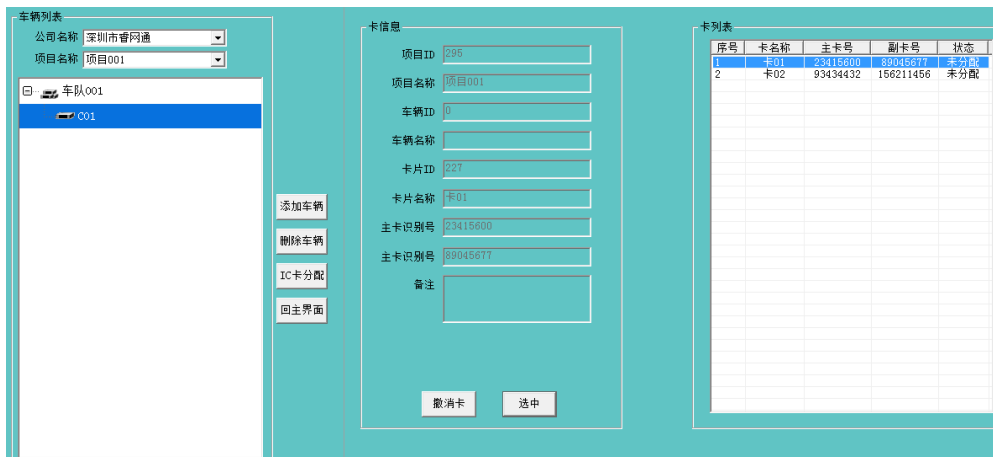 车辆列表
公司名称 深圳市睿网通
项目名称 项目001
车队001
C01
添加车辆
删除车辆
IC卡分配
回主界面
卡信息
项目ID 295
项目名称 项目001
车辆ID 0
车辆名称
卡片ID 227
卡片名称 卡01
主卡识别号 23415600
主卡识别号 89045677
备注
撤消卡 选中
卡列表
序号 卡名称 主卡号 副卡号 状态
1 卡01 23415600 89045677 未分配
2 卡02 93434432 156211456 未分配